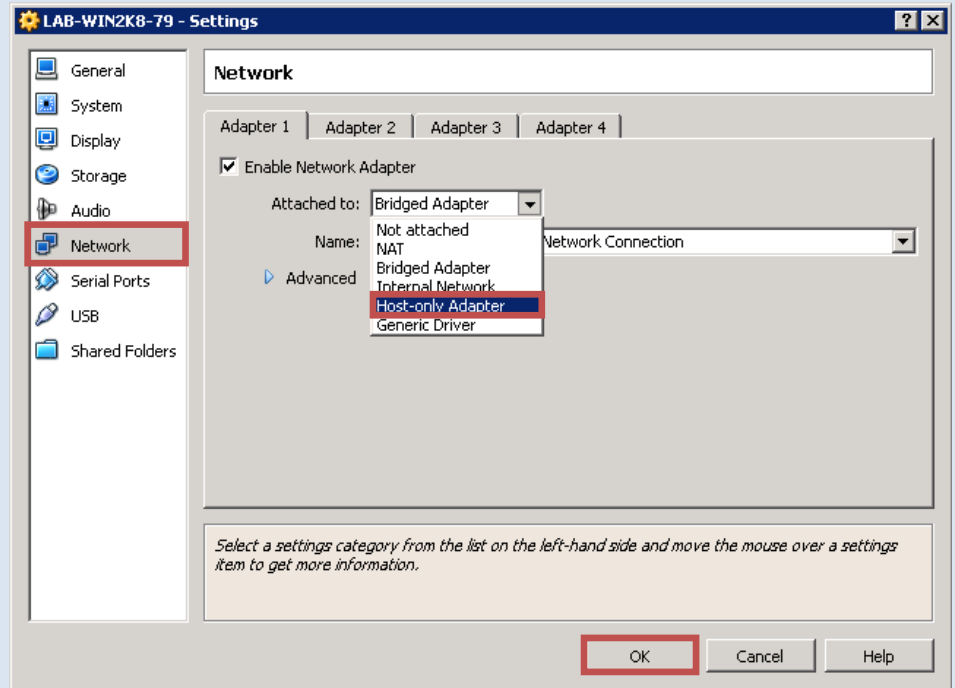 LAB-WIN2K8-79 - Settings
General
System
Display
Storage
Audio
Network
Serial Ports
USB
Shared Folders
Network
Adapter 1 Adapter 2 Adapter 3 Adapter 4
Enable Network Adapter
Attached to: Bridged Adapter
Not attached
NAT
Bridged Adapter
Internal Network
Host-only Adapter
Generic Driver
Name: Network Connection
Advanced
Select a settings category from the list on the left-hand side and move the mouse over a settings
item to get more information.
OK Cancel Help